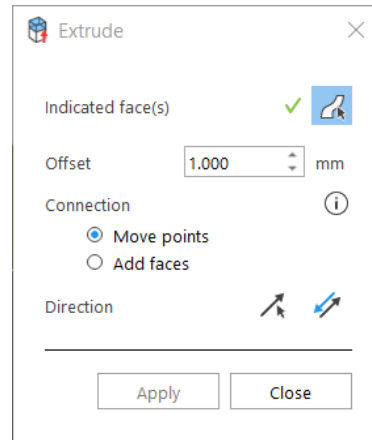 Extrude
Indicated face(s)
Offset 1.000 mm
Connection
Move points
Add faces
Direction
Apply Close